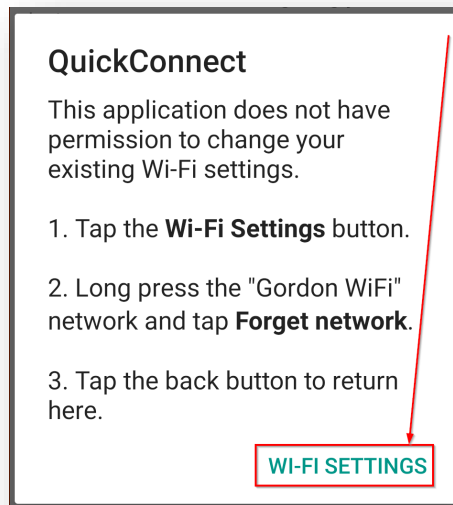 QuickConnect
This application does not have
permission to change your
existing Wi-Fi settings.
1. Tap the Wi-Fi Settings button.
2. Long press the "Gordon WiFi"
network and tap Forget network.
3. Tap the back button to return
here.
WI-FI SETTINGS